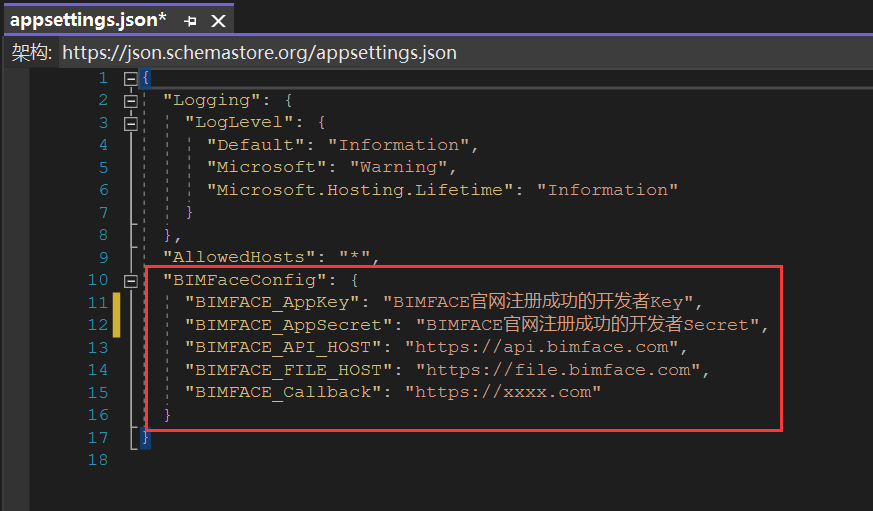 appsettings.json*
架构: https://json.schemastore.org/appsettings.json
1 {
2 "Logging": {
3 "LogLevel": {
4 "Default": "Information",
5 "Microsoft": "Warning",
6 "Microsoft.Hosting.Lifetime": "Information"
7 }
8 },
9 "AllowedHosts": "*",
10 "BIMFaceConfig": {
11 "BIMFACE_AppKey": "BIMFACE官网注册成功的开发者Key",
12 "BIMFACE_AppSecret": "BIMFACE官网注册成功的开发者Secret",
13 "BIMFACE_API_HOST": "https://api.bimface.com",
14 "BIMFACE_FILE_HOST": "https://file.bimface.com",
15 "BIMFACE_Callback": "https://xxxx.com"
16 }
17 }
18